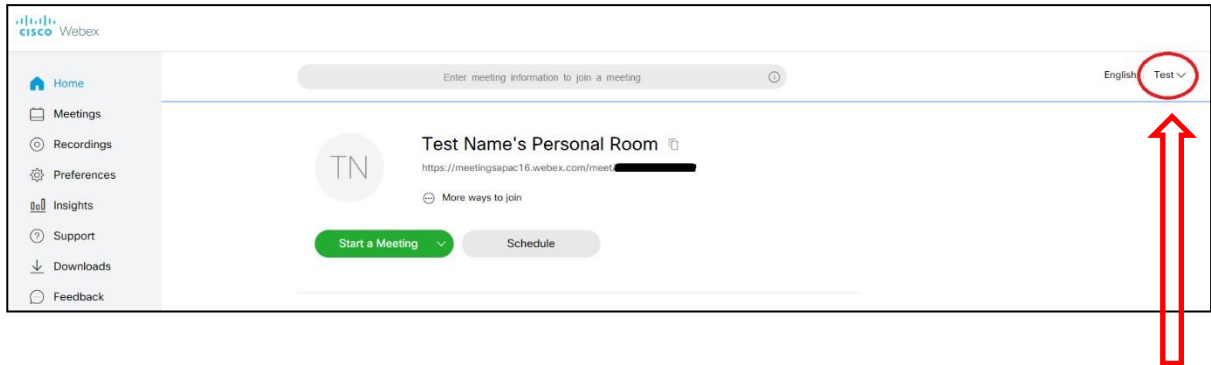 CISCO Webex
Enter meeting information to join a meeting
English
Test
Home
Meetings
Recordings
Preferences
Insights
Support
Downloads
Feedback
TN
Test Name's Personal Room
https://meetingsapac16.webex.com/meet/
More ways to join
Start a Meeting
Schedule